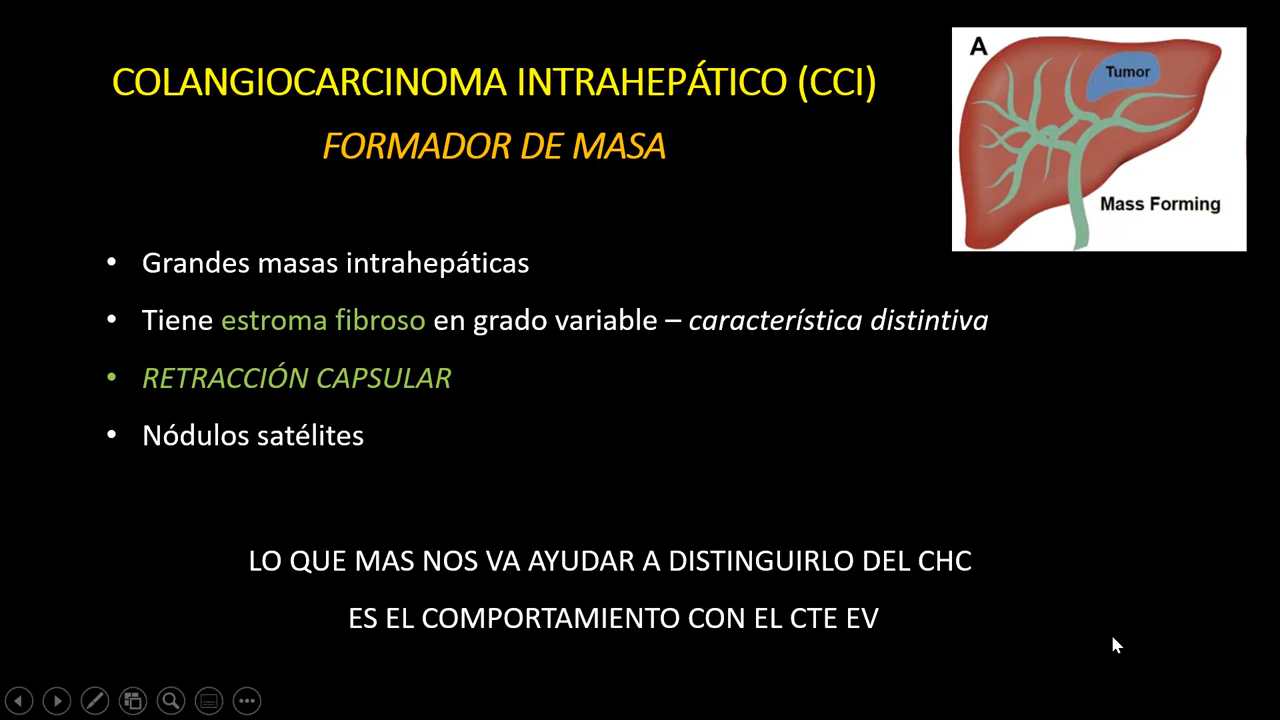 COLANGIOCARCINOMA INTRAHEPÁTICO (CCI)
FORMADOR DE MASA
A
Tumor
Mass Forming
• Grandes masas intrahepáticas
• Tiene estroma fibroso en grado variable – característica distintiva
• RETRACCIÓN CAPSULAR
• Nódulos satélites
LO QUE MAS NOS VA AYUDAR A DISTINGUIRLO DEL CHC
ES EL COMPORTAMIENTO CON EL CTE EV